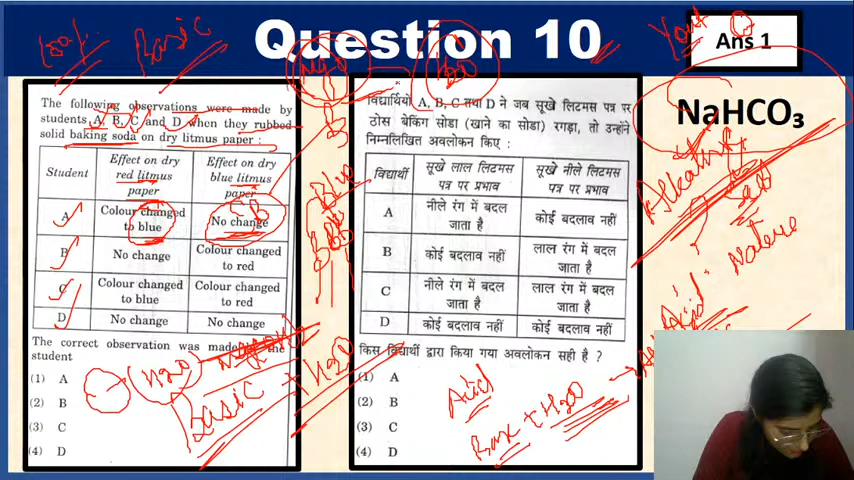 Question 10
Ans 1
NaHCO₃
Basic
The following observations were made by
students A, B, C and D when they rubbed
solid baking soda on dry litmus paper :
Student
Effect on dry
red litmus
paper
Effect on dry
blue litmus
paper
A
Colour changed
to blue
No change
B
No change
Colour changed
to red
C
Colour changed
to blue
Colour changed
to red
D
No change
No change
The correct observation was made by the
student
(1) A
(2) B
(3) C
(4) D
विद्यार्थियों A, B, C तथा D ने जब सूखे लिटमस पत्र पर
ठोस बेकिंग सोडा (खाने का सोडा) रगड़ा, तो उन्होंने
निम्नलिखित अवलोकन किए :
विद्यार्थी
सूखे लाल लिटमस
पत्र पर प्रभाव
सूखे नीले लिटमस
पत्र पर प्रभाव
A
नीले रंग में बदल
जाता है
कोई बदलाव नहीं
B
कोई बदलाव नहीं
लाल रंग में बदल
जाता है
C
नीले रंग में बदल
जाता है
लाल रंग में बदल
जाता है
D
कोई बदलाव नहीं
कोई बदलाव नहीं
किस विद्यार्थी द्वारा किया गया अवलोकन सही है ?
(1) A
(2) B
(3) C
(4) D
Blue
H2O
Basic + H2O
Acid
Base + H2O
Salt
Acid
Nature